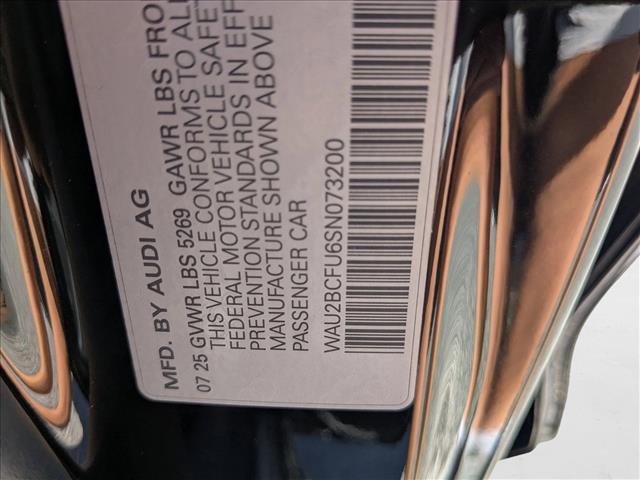 MFD. BY AUDI AG
07 25 GVWR LBS 5269 GAWR LBS FRO
THIS VEHICLE CONFORMS TO ALL
FEDERAL MOTOR VEHICLE SAFE
PREVENTION STANDARDS IN EFF
MANUFACTURE SHOWN ABOVE
PASSENGER CAR
WAU2BCFU6SN073200